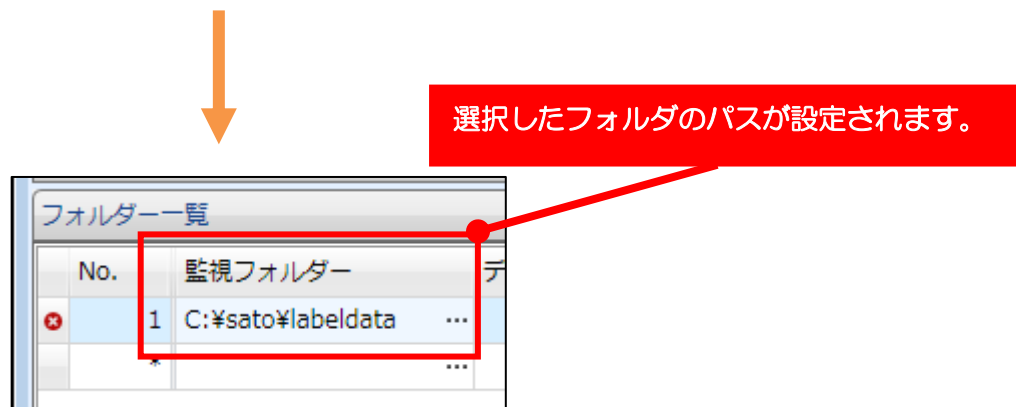 選択したフォルダのパスが設定されます。
フォルダー一覧
No. 監視フォルダー デ
1 C:¥sato¥labeldata ...
* ...